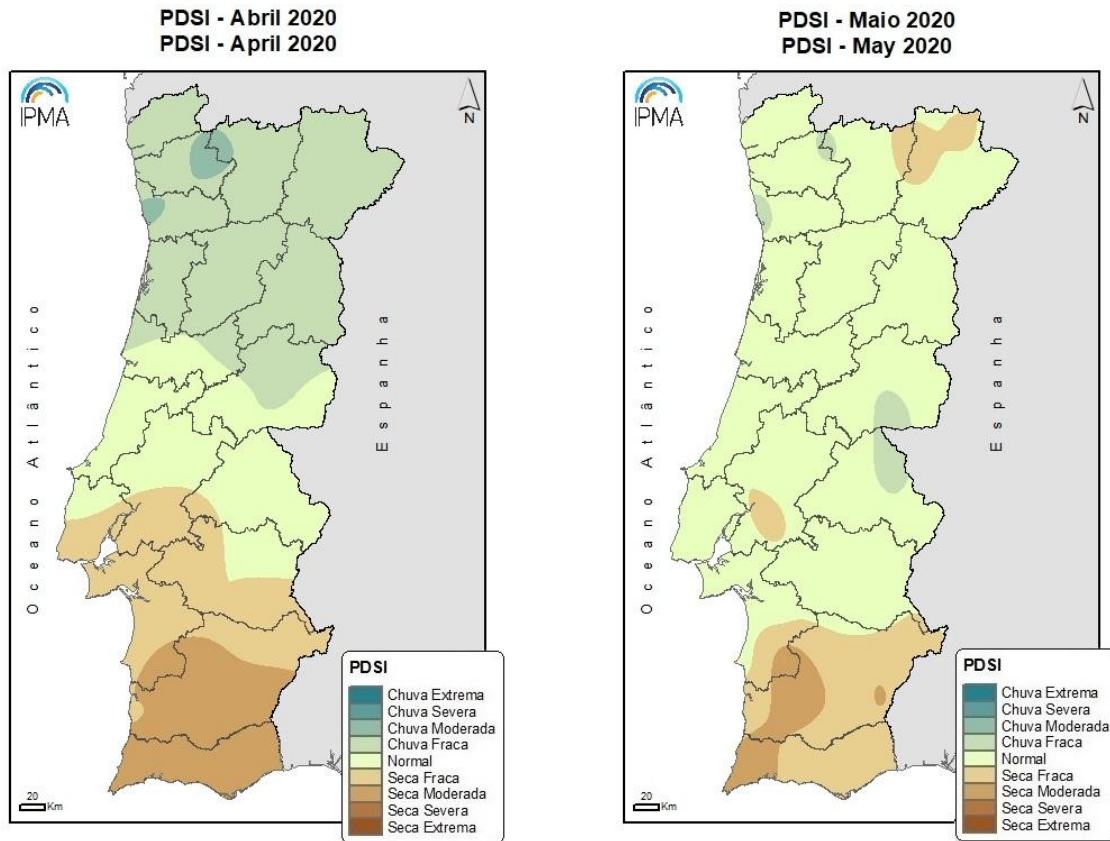 PDSI - Abril 2020
PDSI - April 2020
IPMA
N
Oceano Atlântico
Espanha
20
Km
PDSI
Chuva Extrema
Chuva Severa
Chuva Moderada
Chuva Fraca
Normal
Seca Fraca
Seca Moderada
Seca Severa
Seca Extrema
PDSI - Maio 2020
PDSI - May 2020
IPMA
N
Oceano Atlântico
Espanha
20
Km
PDSI
Chuva Extrema
Chuva Severa
Chuva Moderada
Chuva Fraca
Normal
Seca Fraca
Seca Moderada
Seca Severa
Seca Extrema